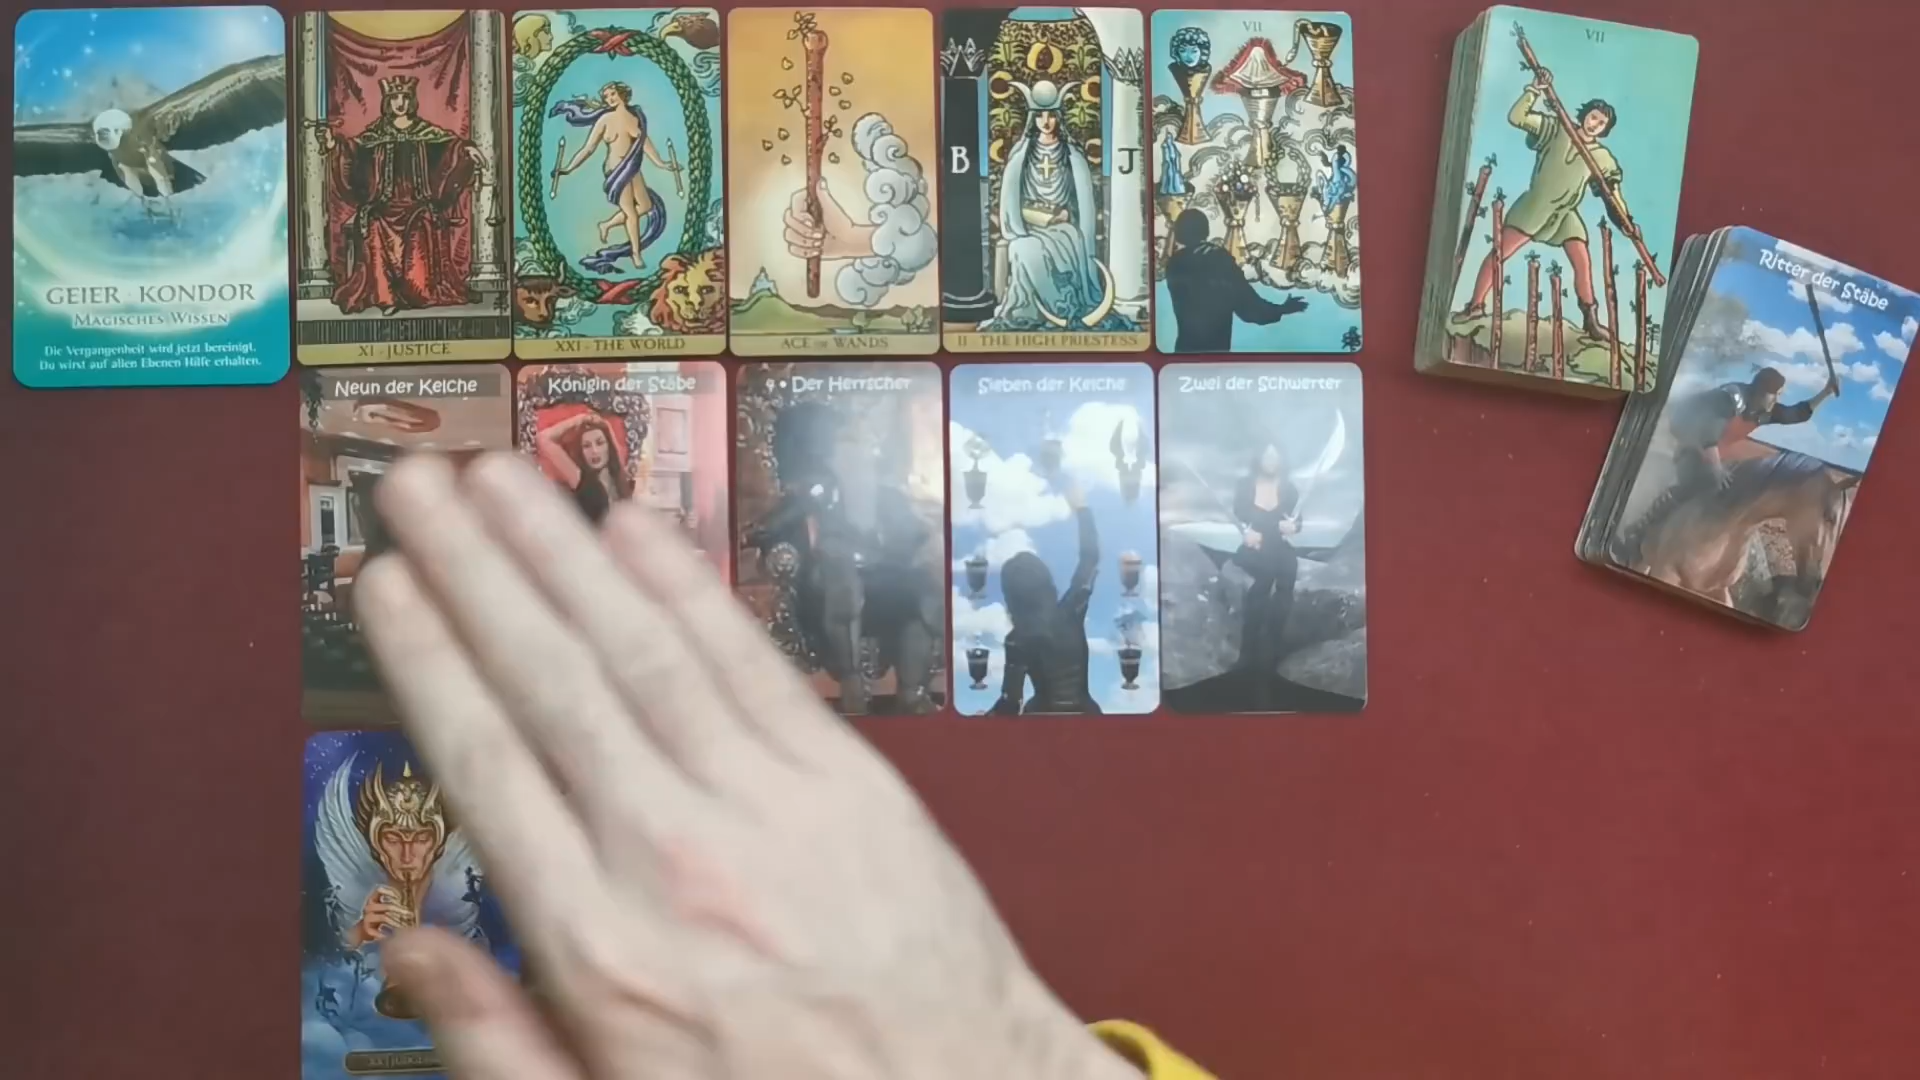 GEIER · KONDOR
MAGISCHES WISSEN
Die Vergangenheit wird jetzt bereinigt.
Du wirst auf allen Ebenen Hilfe erhalten.
XI - JUSTICE
XXI - THE WORLD
ACE OF WANDS
B J
II - THE HIGH PRIESTESS
VII
VII
Ritter der Stäbe
Neun der Kelche
Königin der Stäbe
4 • Der Herrscher
Sieben der Kelche
Zwei der Schwerter